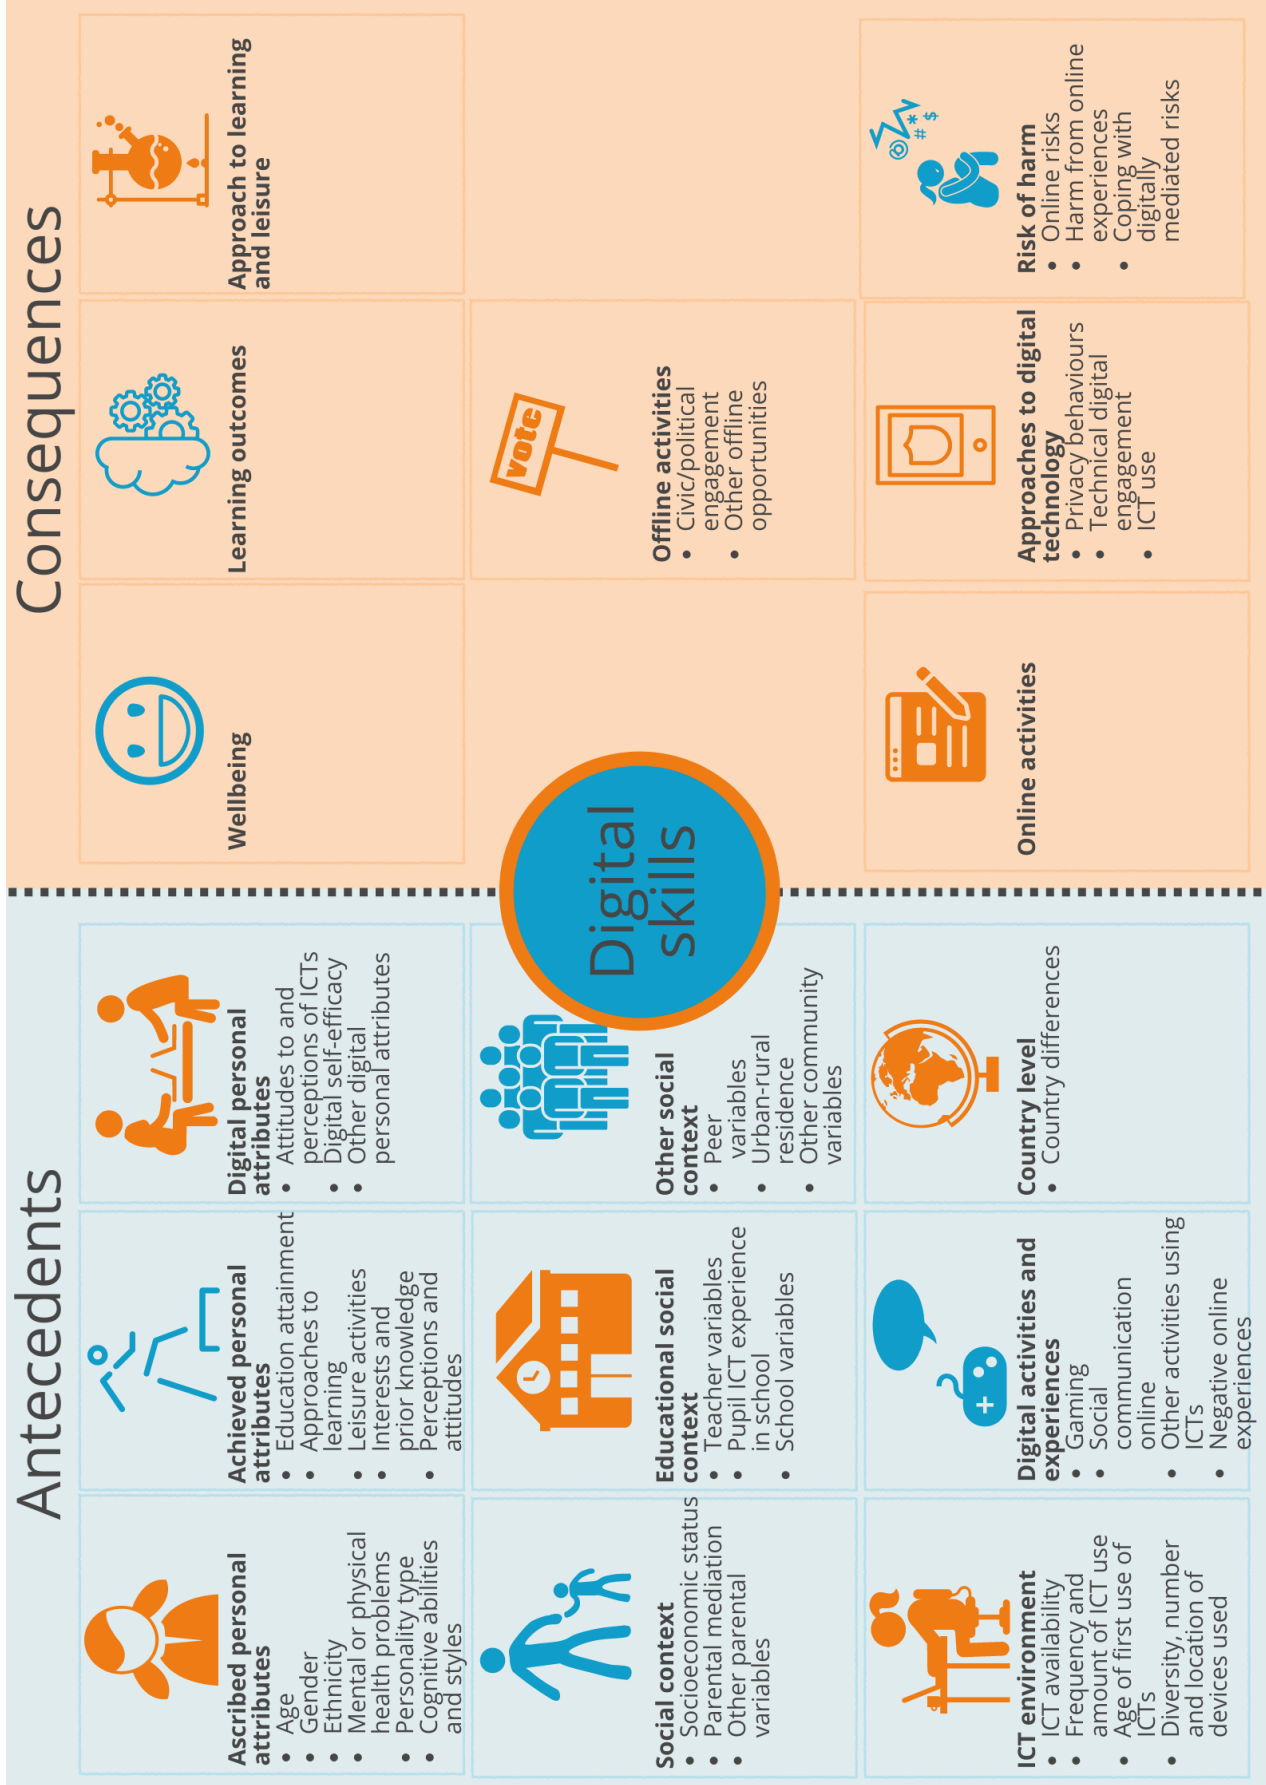 Antecedents
Ascribed personal
attributes
• Age
• Gender
• Ethnicity
• Mental or physical
health problems
• Personality type
• Cognitive abilities
and styles
Achieved personal
attributes
• Education attainment
• Approaches to
learning
• Leisure activities
• Interests and
prior knowledge
• Perceptions and
attitudes
Digital personal
attributes
• Attitudes to and
perceptions of ICTs
• Digital self-efficacy
• Other digital
personal attributes
Social context
• Socioeconomic status
• Parental mediation
• Other parental
variables
Educational social
context
• Teacher variables
• Pupil ICT experience
in school
• School variables
Other social
context
• Peer
variables
• Urban-rural
residence
• Other community
variables
ICT environment
• ICT availability
• Frequency and
amount of ICT use
• Age of first use of
ICTs
• Diversity, number
and location of
devices used
Digital activities and
experiences
• Gaming
• Social
communication
online
• Other activities using
ICTs
• Negative online
experiences
Country level
• Country differences
Digital
skills
Consequences
Wellbeing
Learning outcomes
Approach to learning
and leisure
vote
Offline activities
• Civic/political
engagement
• Other offline
opportunities
Online activities
Approaches to digital
technology
• Privacy behaviours
• Technical digital
engagement
• ICT use
@ # * $
Risk of harm
• Online risks
• Harm from online
experiences
• Coping with
digitally
mediated risks